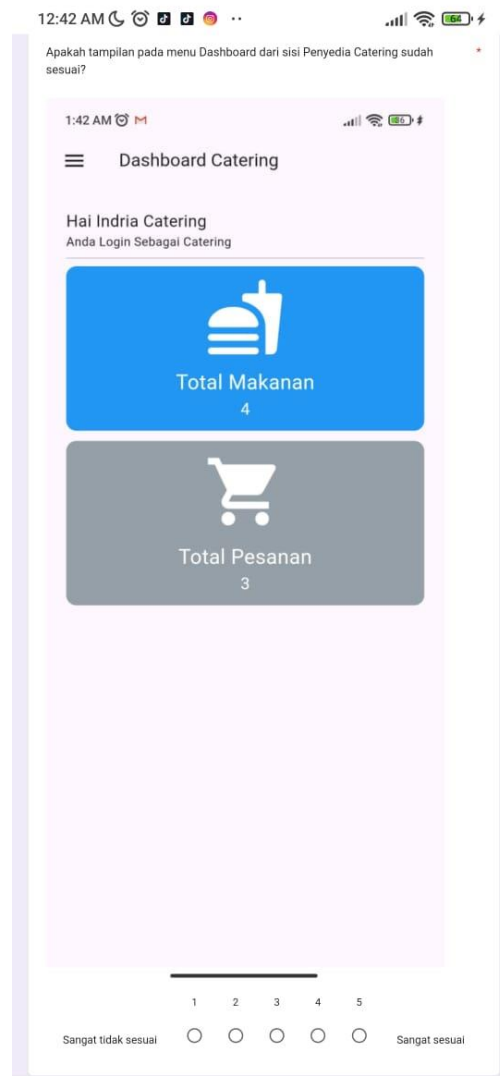 12:42 AM
64
Apakah tampilan pada menu Dashboard dari sisi Penyedia Catering sudah *
sesuai?
1:42 AM
6
Dashboard Catering
Hai Indria Catering
Anda Login Sebagai Catering
Total Makanan
4
Total Pesanan
3
1 2 3 4 5
Sangat tidak sesuai Sangat sesuai